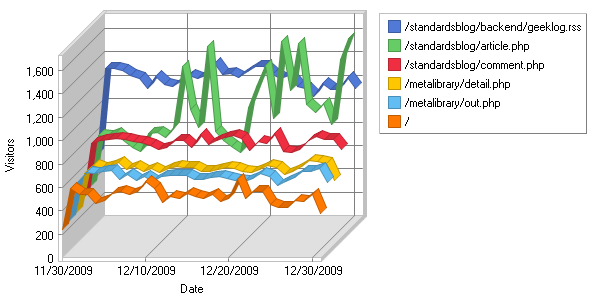 /standardsblog/backend/geeklog.rss
/standardsblog/article.php
/standardsblog/comment.php
/metalibrary/detail.php
/metalibrary/out.php
/
1,600
1,400
1,200
1,000
800
600
400
200
0
Visitors
11/30/2009 12/10/2009 12/20/2009 12/30/2009
Date